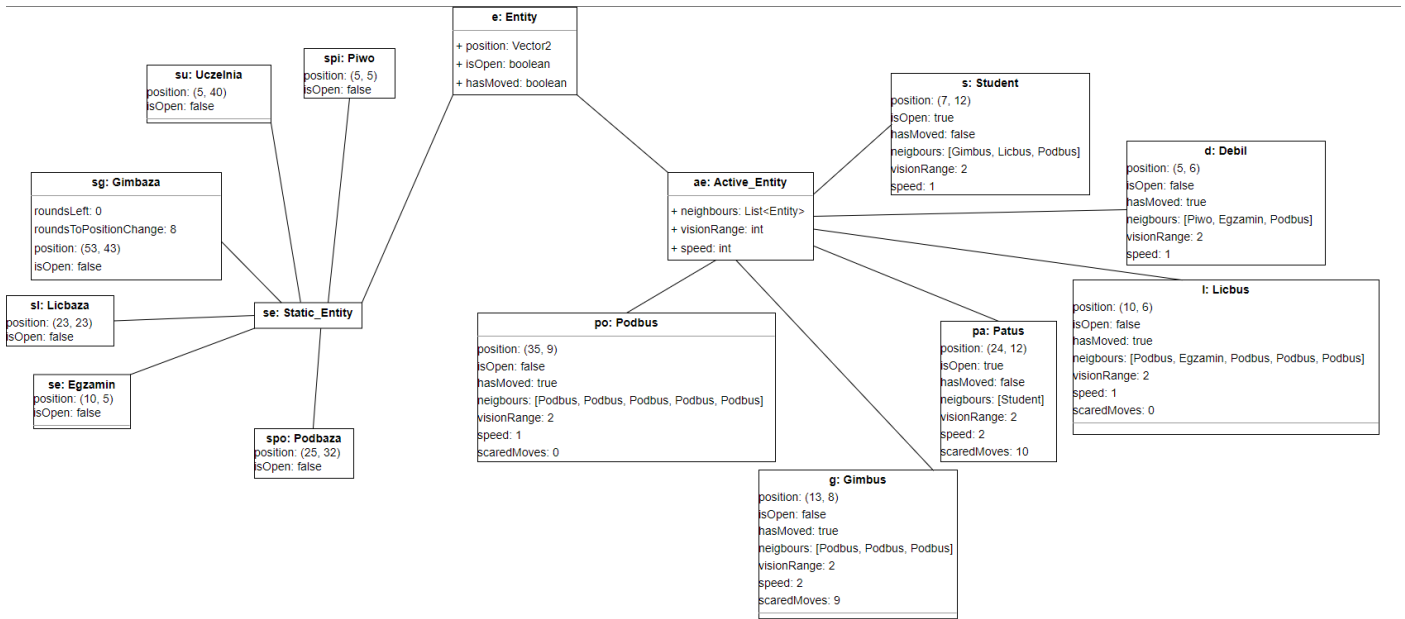 e: Entity
+ position: Vector2
+ isOpen: boolean
+ hasMoved: boolean
spi: Piwo
position: (5, 5)
isOpen: false
su: Uczelnia
position: (5, 40)
isOpen: false
s: Student
position: (7, 12)
isOpen: true
hasMoved: false
neigbours: [Gimbus, Licbus, Podbus]
visionRange: 2
speed: 1
d: Debil
position: (5, 6)
isOpen: false
hasMoved: true
neigbours: [Piwo, Egzamin, Podbus]
visionRange: 2
speed: 1
sg: Gimbaza
roundsLeft: 0
roundsToPositionChange: 8
position: (53, 43)
isOpen: false
ae: Active_Entity
+ neighbours: List<Entity>
+ visionRange: int
+ speed: int
l: Licbus
position: (10, 6)
isOpen: false
hasMoved: true
neigbours: [Podbus, Egzamin, Podbus, Podbus, Podbus]
visionRange: 2
speed: 1
scaredMoves: 0
sl: Licbaza
position: (23, 23)
isOpen: false
se: Static_Entity
po: Podbus
position: (35, 9)
isOpen: false
hasMoved: true
neigbours: [Podbus, Podbus, Podbus, Podbus, Podbus]
visionRange: 2
speed: 1
scaredMoves: 0
pa: Patus
position: (24, 12)
isOpen: true
hasMoved: false
neigbours: [Student]
visionRange: 2
speed: 2
scaredMoves: 10
se: Egzamin
position: (10, 5)
isOpen: false
spo: Podbaza
position: (25, 32)
isOpen: false
g: Gimbus
position: (13, 8)
isOpen: false
hasMoved: true
neigbours: [Podbus, Podbus, Podbus]
visionRange: 2
speed: 2
scaredMoves: 9